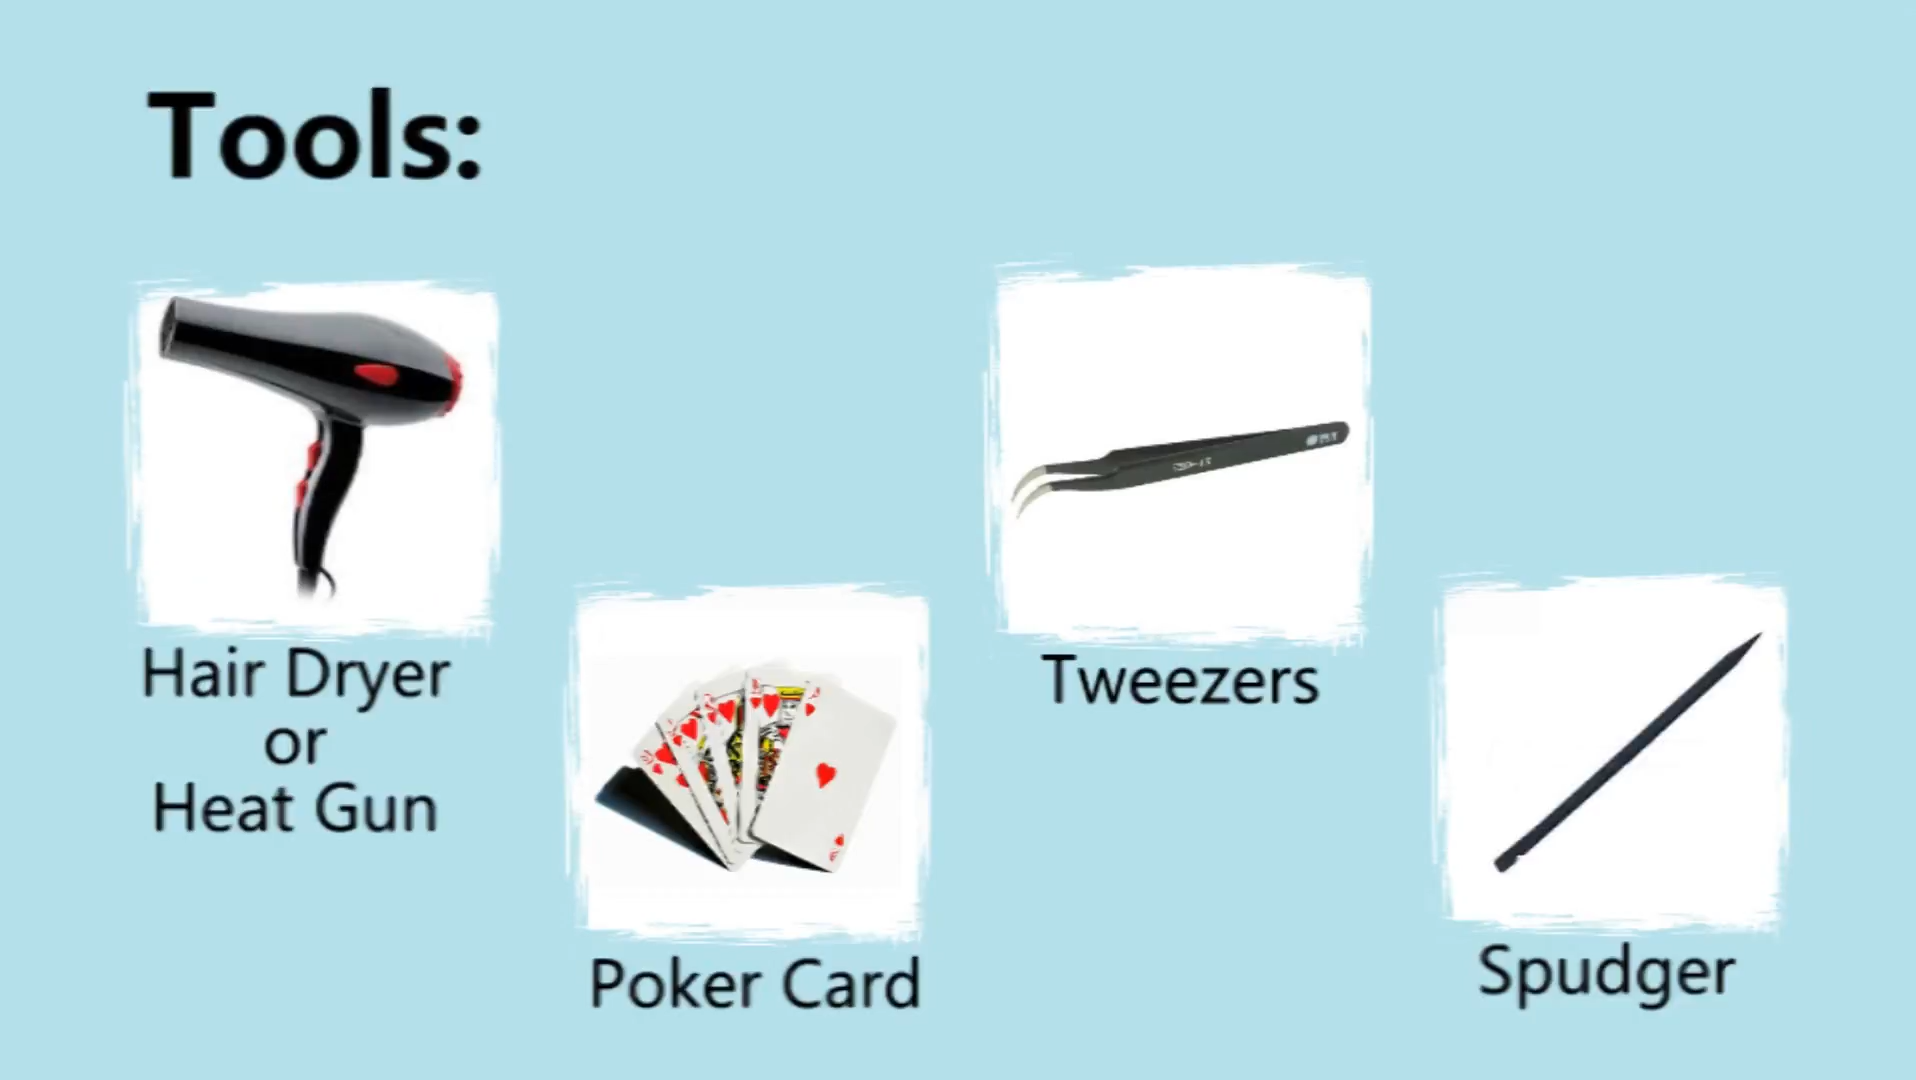 Tools:
Hair Dryer
or
Heat Gun
Poker Card
Tweezers
Spudger